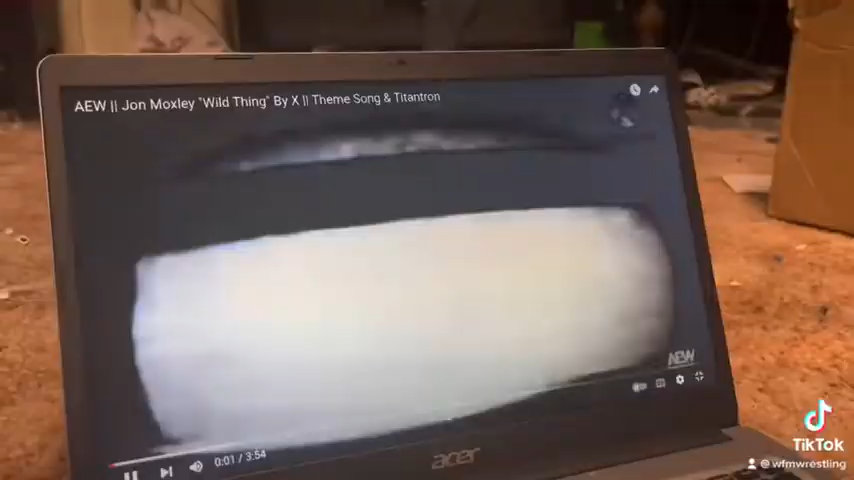 AEW || Jon Moxley "Wild Thing" By X || Theme Song & Titantron
AEW
0:01 / 3:54
acer
TikTok
@wfmwrestling